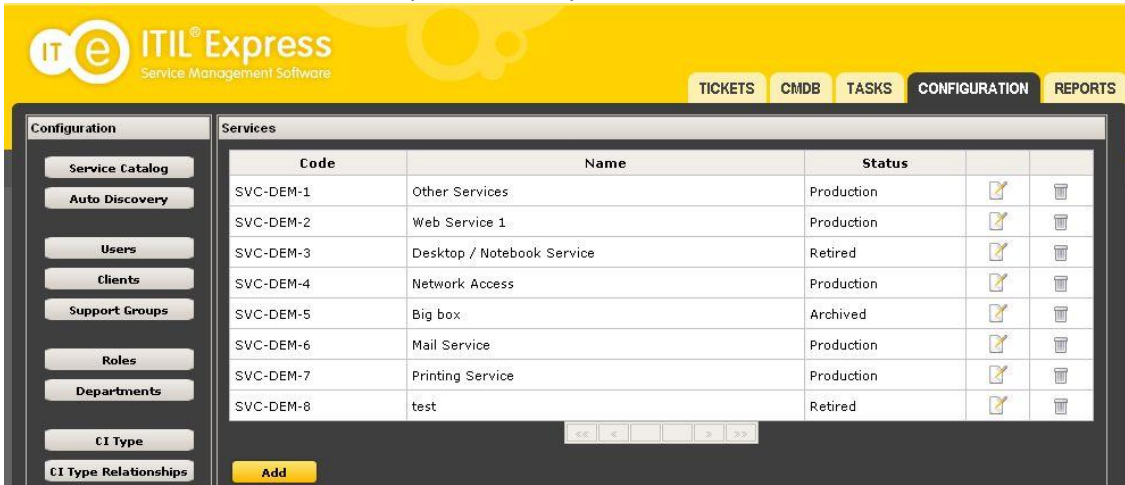 IT e ITIL® Express
Service Management Software
TICKETS CMDB TASKS CONFIGURATION REPORTS
Configuration
Service Catalog
Auto Discovery
Users
Clients
Support Groups
Roles
Departments
CI Type
CI Type Relationships
Services
Code Name Status
SVC-DEM-1 Other Services Production
SVC-DEM-2 Web Service 1 Production
SVC-DEM-3 Desktop / Notebook Service Retired
SVC-DEM-4 Network Access Production
SVC-DEM-5 Big box Archived
SVC-DEM-6 Mail Service Production
SVC-DEM-7 Printing Service Production
SVC-DEM-8 test Retired
<< < > >>
Add